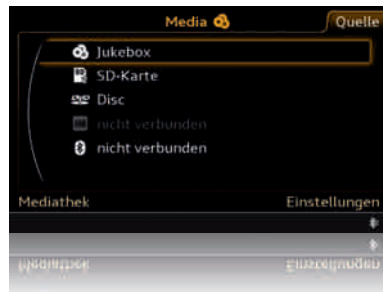 Media Quelle
Jukebox
SD-Karte
Disc
nicht verbunden
nicht verbunden
Mediathek Einstellungen